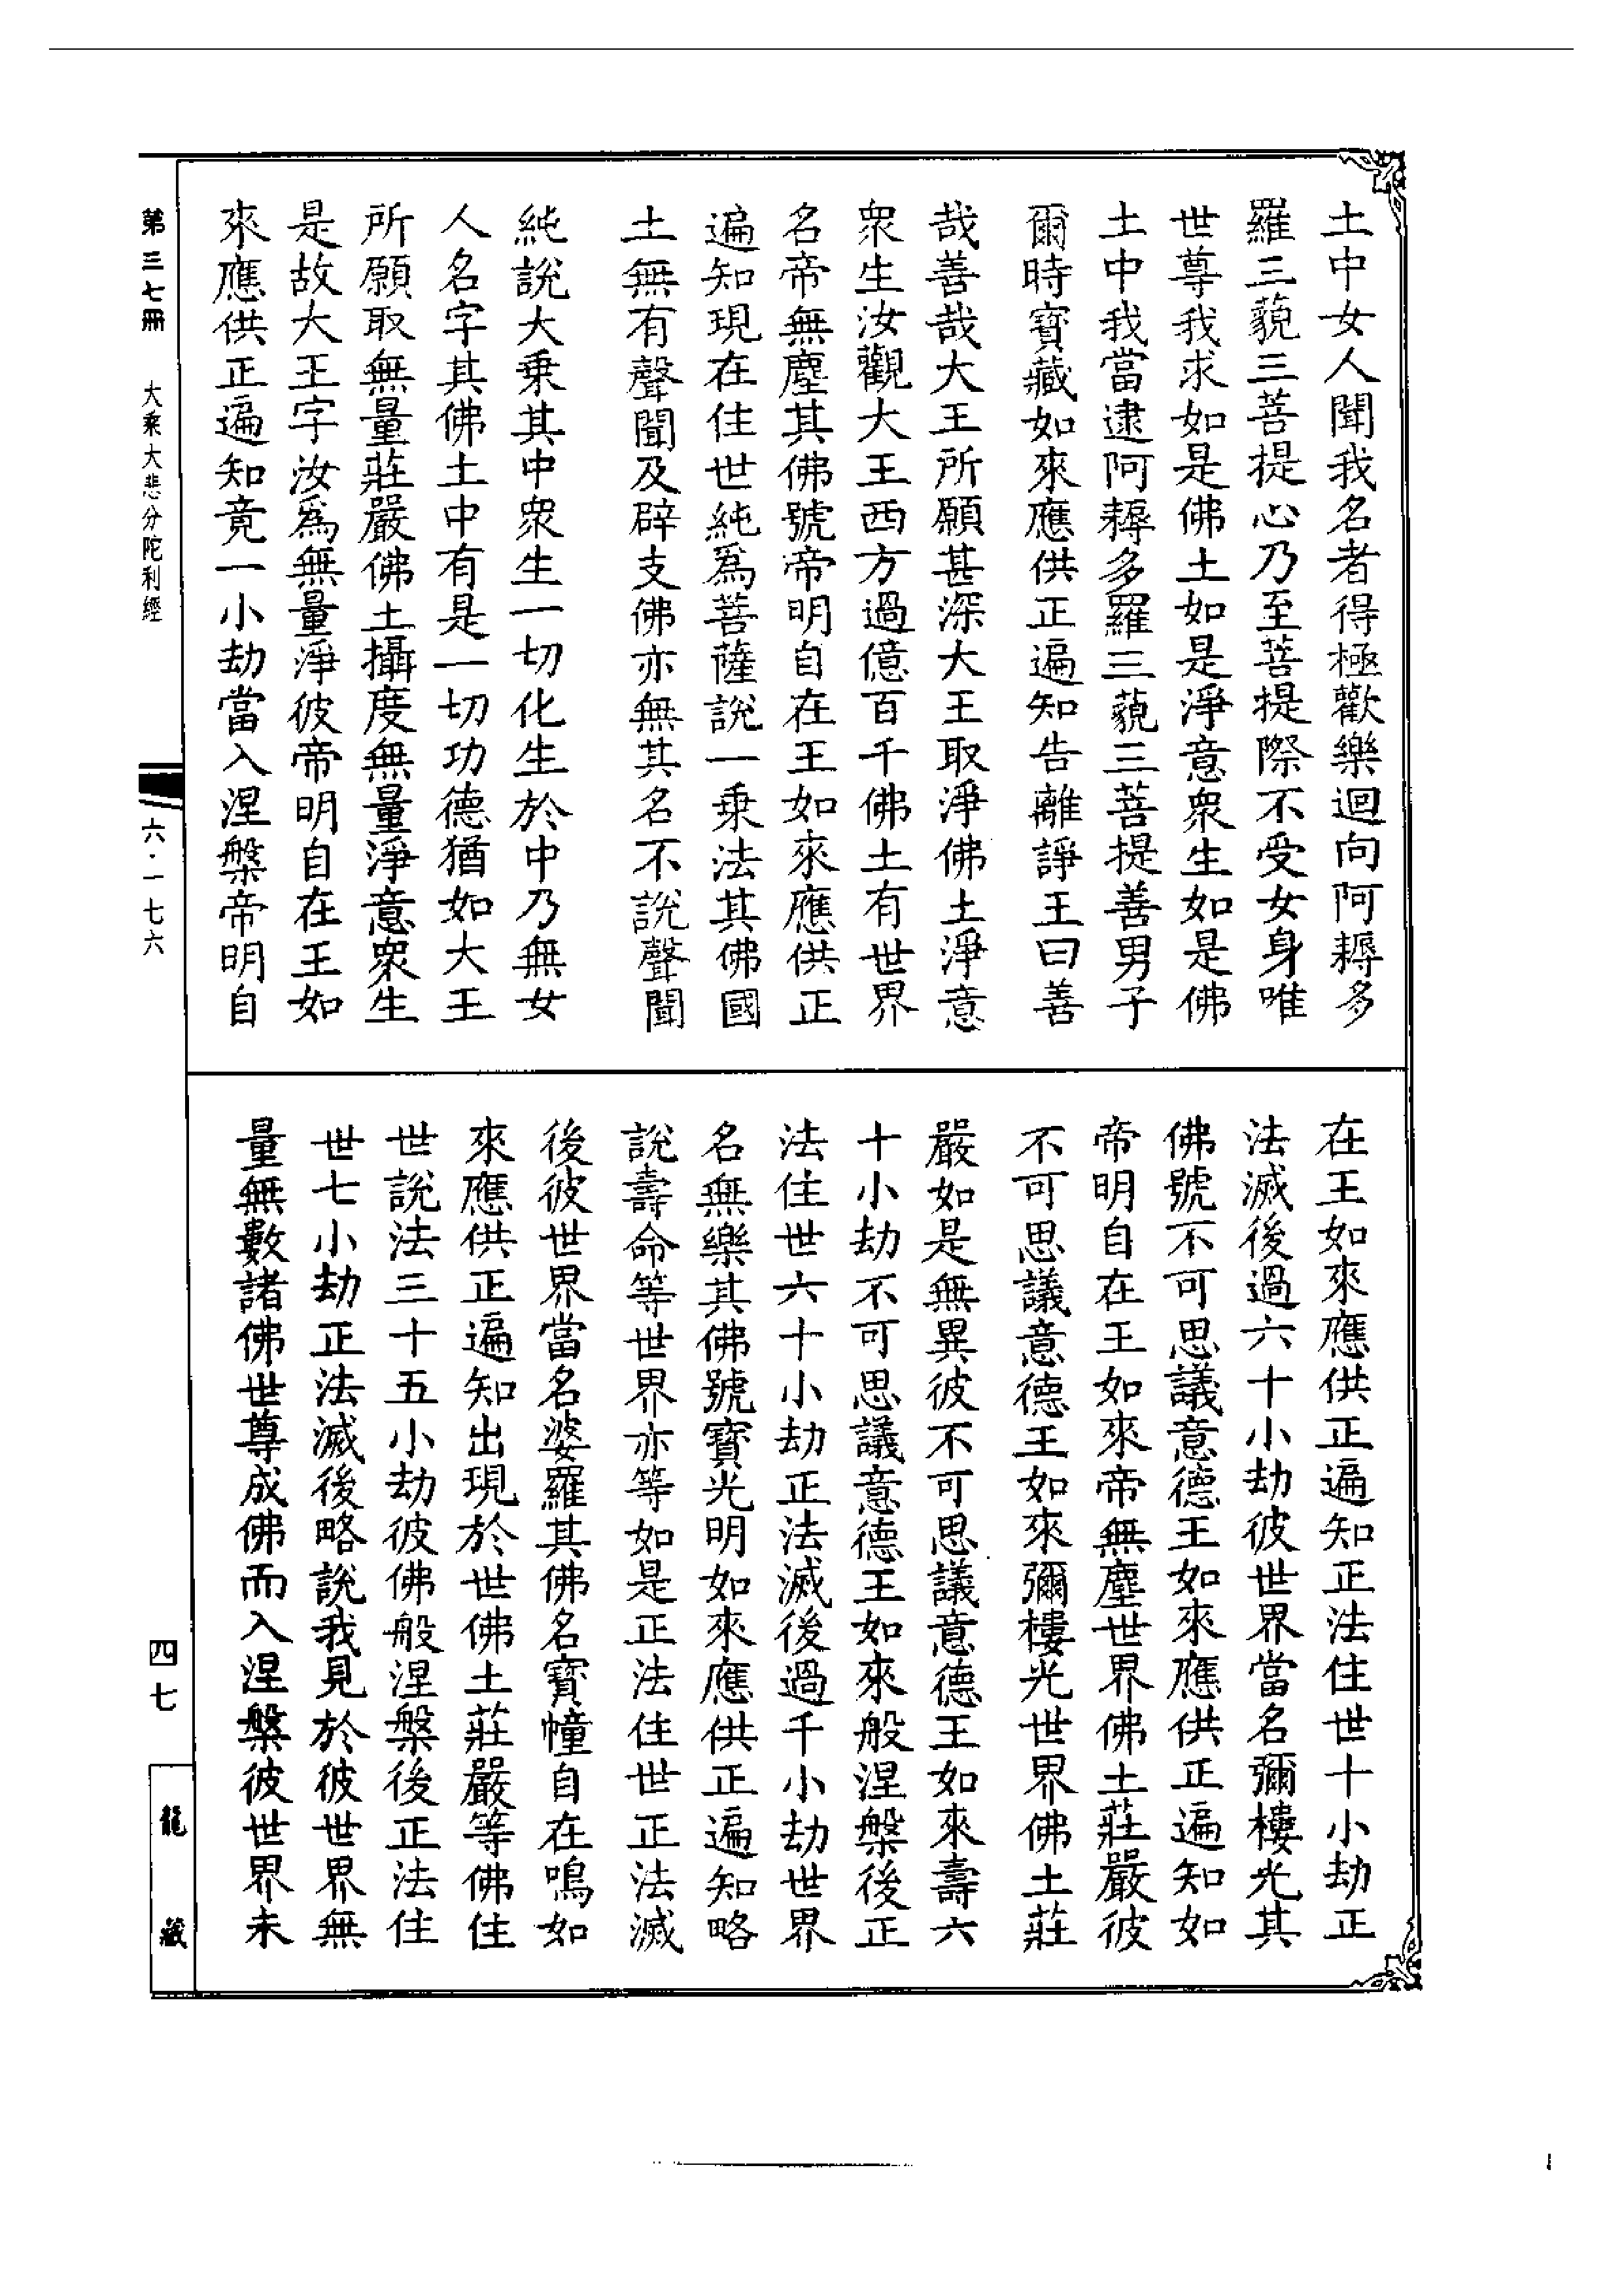 土中女人聞我名者得極歡樂迴向阿耨多
羅三藐三菩提心乃至菩提際不受女身唯
世尊我求如是佛土如是淨意衆生如是佛
土中我當逮阿耨多羅三藐三菩提善男子
爾時寶藏如來應供正遍知告離諍王曰善
哉善哉大王所願甚深大王取淨佛土淨意
衆生汝觀大王西方過億百千佛土有世界
名帝無塵其佛號帝明自在王如來應供正
遍知現在住世純爲菩薩說一乗法其佛國
土無有聲聞及辟支佛亦無其名不說聲聞
純說大乗其中衆生一切化生於中乃無女
人名字其佛土中有是一切功德猶如大王
所願取無量莊嚴佛土攝度無量淨意衆生
是故大王字汝爲無量淨彼帝明自在王如
來應供正遍知竟一小劫當入涅槃帝明自
在王如來應供正遍知正法住世十小劫正
法滅後過六十小劫彼世界當名彌樓光其
佛號不可思議意德王如來應供正遍知如
帝明自在王如來帝無塵世界佛土莊嚴彼
不可思議意德王如來彌樓光世界佛土莊
嚴如是無異彼不可思議意德王如來壽六
十小劫不可思議意德王如來般涅槃後正
法住世六十小劫正法滅後過千小劫世界
名無樂其佛號寶光明如來應供正遍知略
說壽命等世界亦等如是正法住世正法滅
後彼世界當名婆羅其佛名寶幢自在鳴如
來應供正遍知出現於世佛土莊嚴等佛住
世說法三十五小劫彼佛般涅槃後正法住
世七小劫正法滅後略說我見於彼世界無
量無數諸佛世尊成佛而入涅槃彼世界未
第三七冊 大乘大悲分陀利經
六·一七六
四七
龍藏